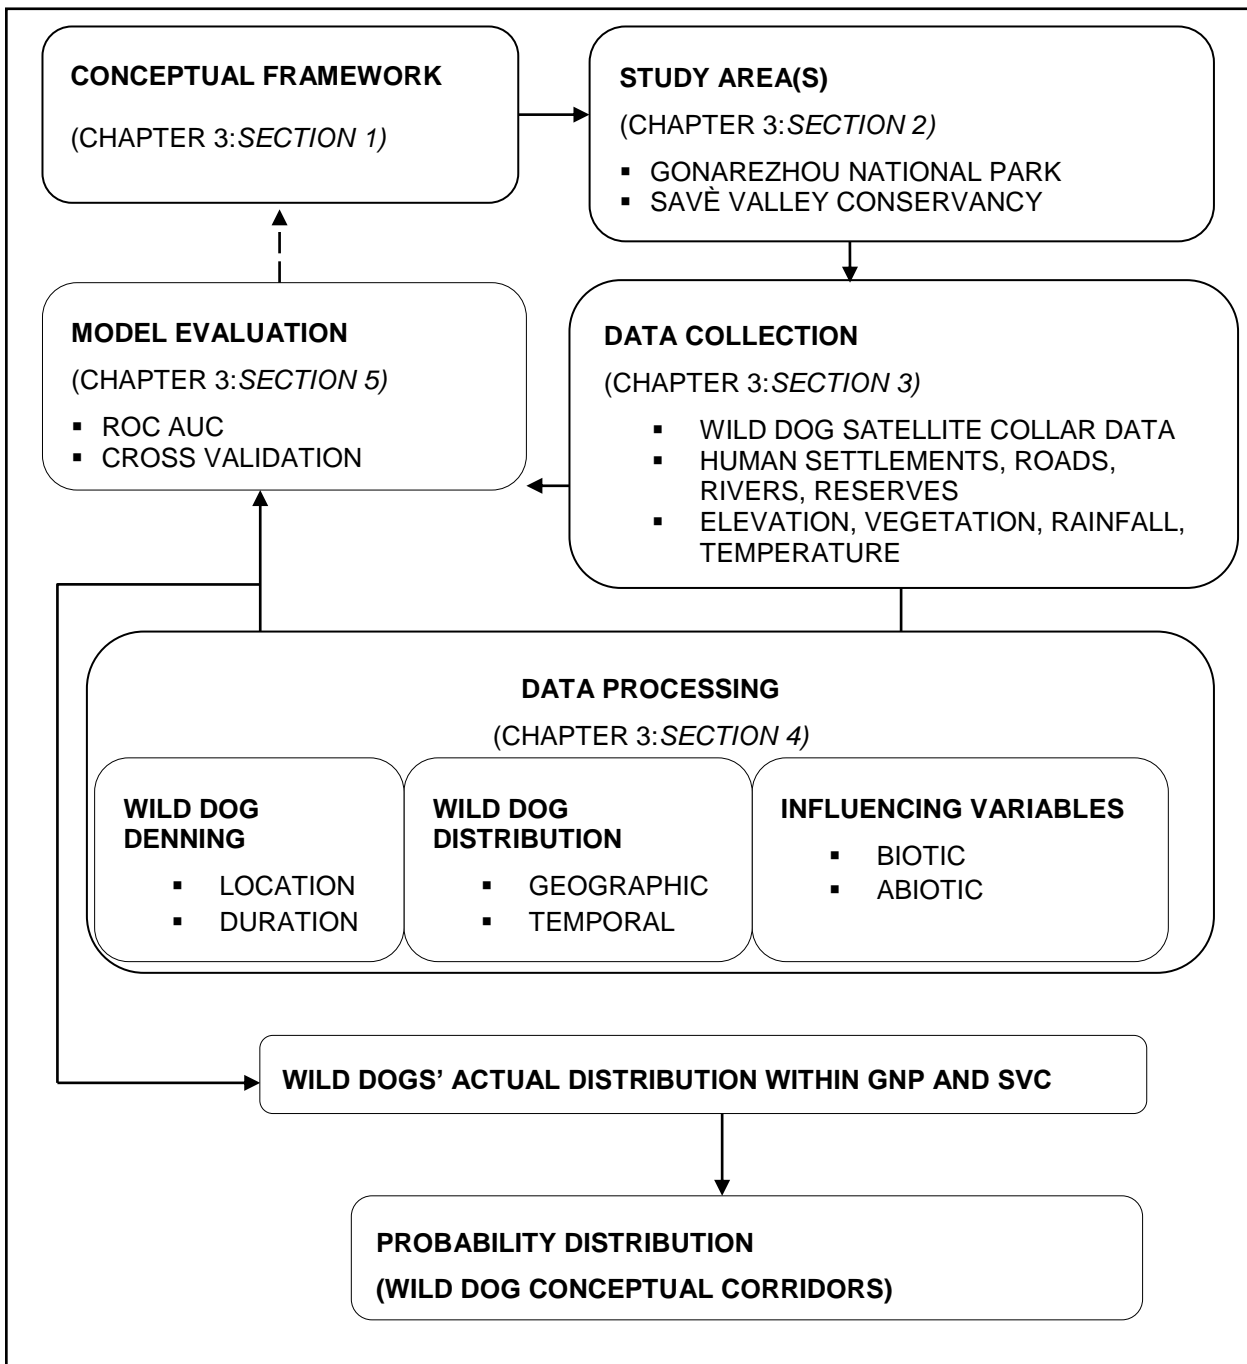 CONCEPTUAL FRAMEWORK
(CHAPTER 3:SECTION 1)
STUDY AREA(S)
(CHAPTER 3:SECTION 2)
▪ GONAREZHOU NATIONAL PARK
▪ SAVÈ VALLEY CONSERVANCY
MODEL EVALUATION
(CHAPTER 3:SECTION 5)
▪ ROC AUC
▪ CROSS VALIDATION
DATA COLLECTION
(CHAPTER 3:SECTION 3)
▪ WILD DOG SATELLITE COLLAR DATA
▪ HUMAN SETTLEMENTS, ROADS,
RIVERS, RESERVES
▪ ELEVATION, VEGETATION, RAINFALL,
TEMPERATURE
DATA PROCESSING
(CHAPTER 3:SECTION 4)
WILD DOG
DENNING
▪ LOCATION
▪ DURATION
WILD DOG
DISTRIBUTION
▪ GEOGRAPHIC
▪ TEMPORAL
INFLUENCING VARIABLES
▪ BIOTIC
▪ ABIOTIC
WILD DOGS’ ACTUAL DISTRIBUTION WITHIN GNP AND SVC
PROBABILITY DISTRIBUTION
(WILD DOG CONCEPTUAL CORRIDORS)